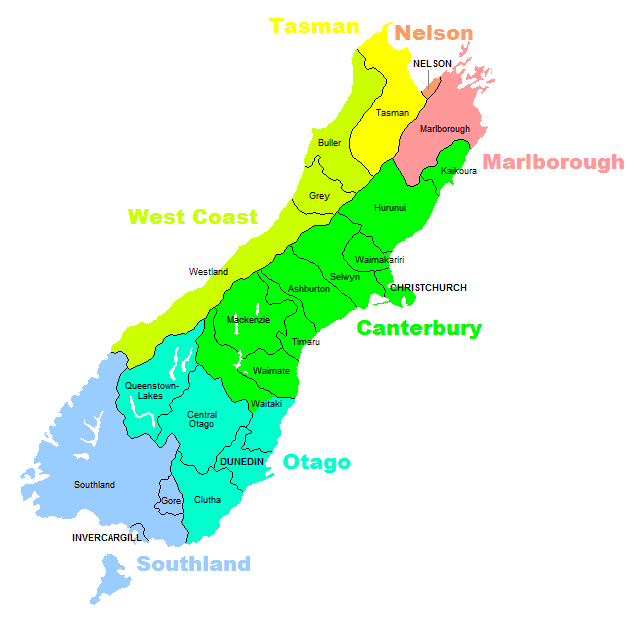 Tasman
Nelson
NELSON
Tasman
Marlborough
Buller
Marlborough
Kaikoura
Grey
Hurunui
West Coast
Waimakariri
Westland
Selwyn
Ashburton
CHRISTCHURCH
Mackenzie
Canterbury
Timaru
Waimate
Queenstown-
Lakes
Waitaki
Central
Otago
DUNEDIN
Otago
Southland
Gore
Clutha
INVERCARGILL
Southland